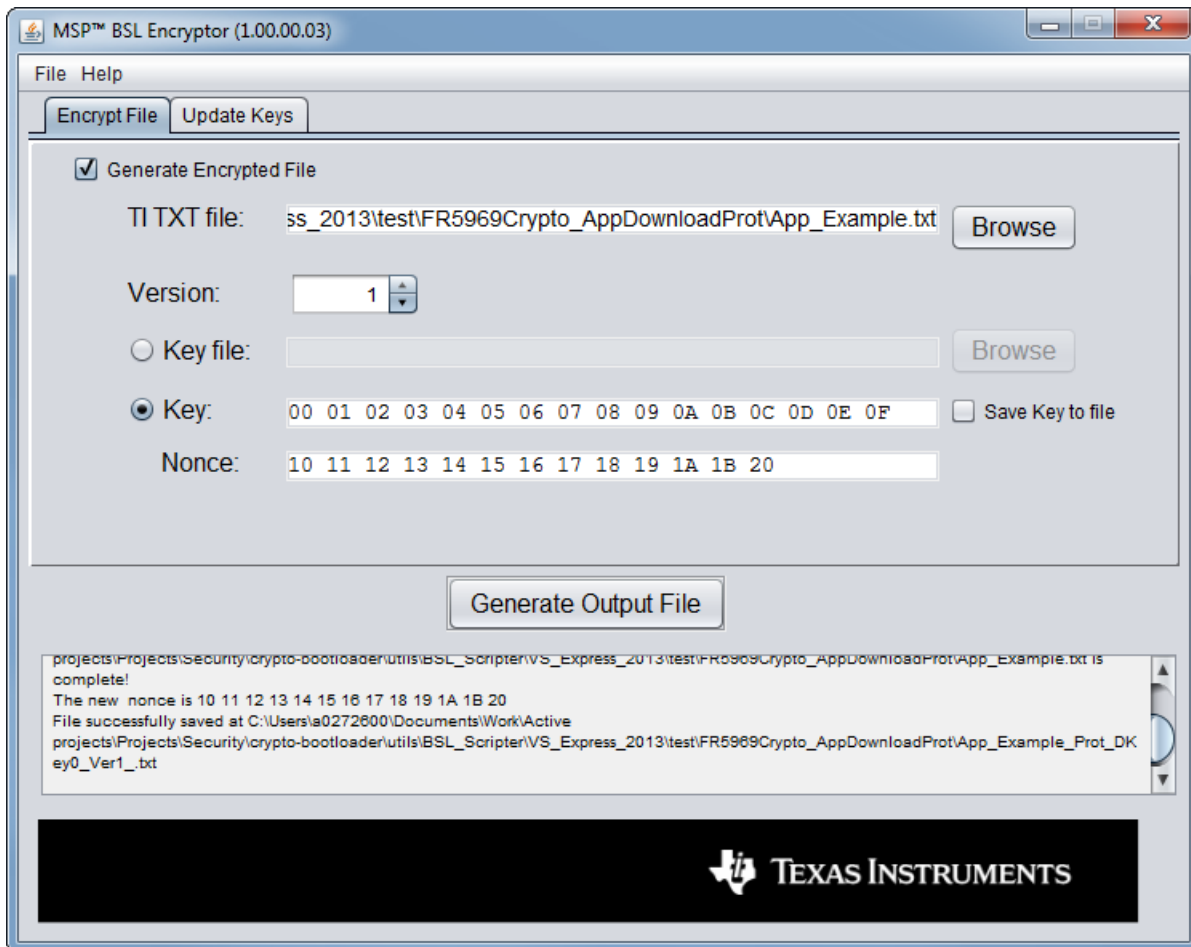 MSP™ BSL Encryptor (1.00.00.03)
File Help
Encrypt File Update Keys
Generate Encrypted File
TI TXT file: ss_2013\test\FR5969Crypto_AppDownloadProt\App_Example.txt Browse
Version: 1
Key file: Browse
Key: 00 01 02 03 04 05 06 07 08 09 0A 0B 0C 0D 0E 0F Save Key to file
Nonce: 10 11 12 13 14 15 16 17 18 19 1A 1B 20
Generate Output File
projects\Projects\Security\crypto-bootloader\utils\BSL_Scripter\VS_Express_2013\test\FR5969Crypto_AppDownloadProt\App_Example.txt is
complete!
The new nonce is 10 11 12 13 14 15 16 17 18 19 1A 1B 20
File successfully saved at C:\Users\a0272600\Documents\Work\Active
projects\Projects\Security\crypto-bootloader\utils\BSL_Scripter\VS_Express_2013\test\FR5969Crypto_AppDownloadProt\App_Example_Prot_DK
ey0_Ver1_.txt
TEXAS INSTRUMENTS